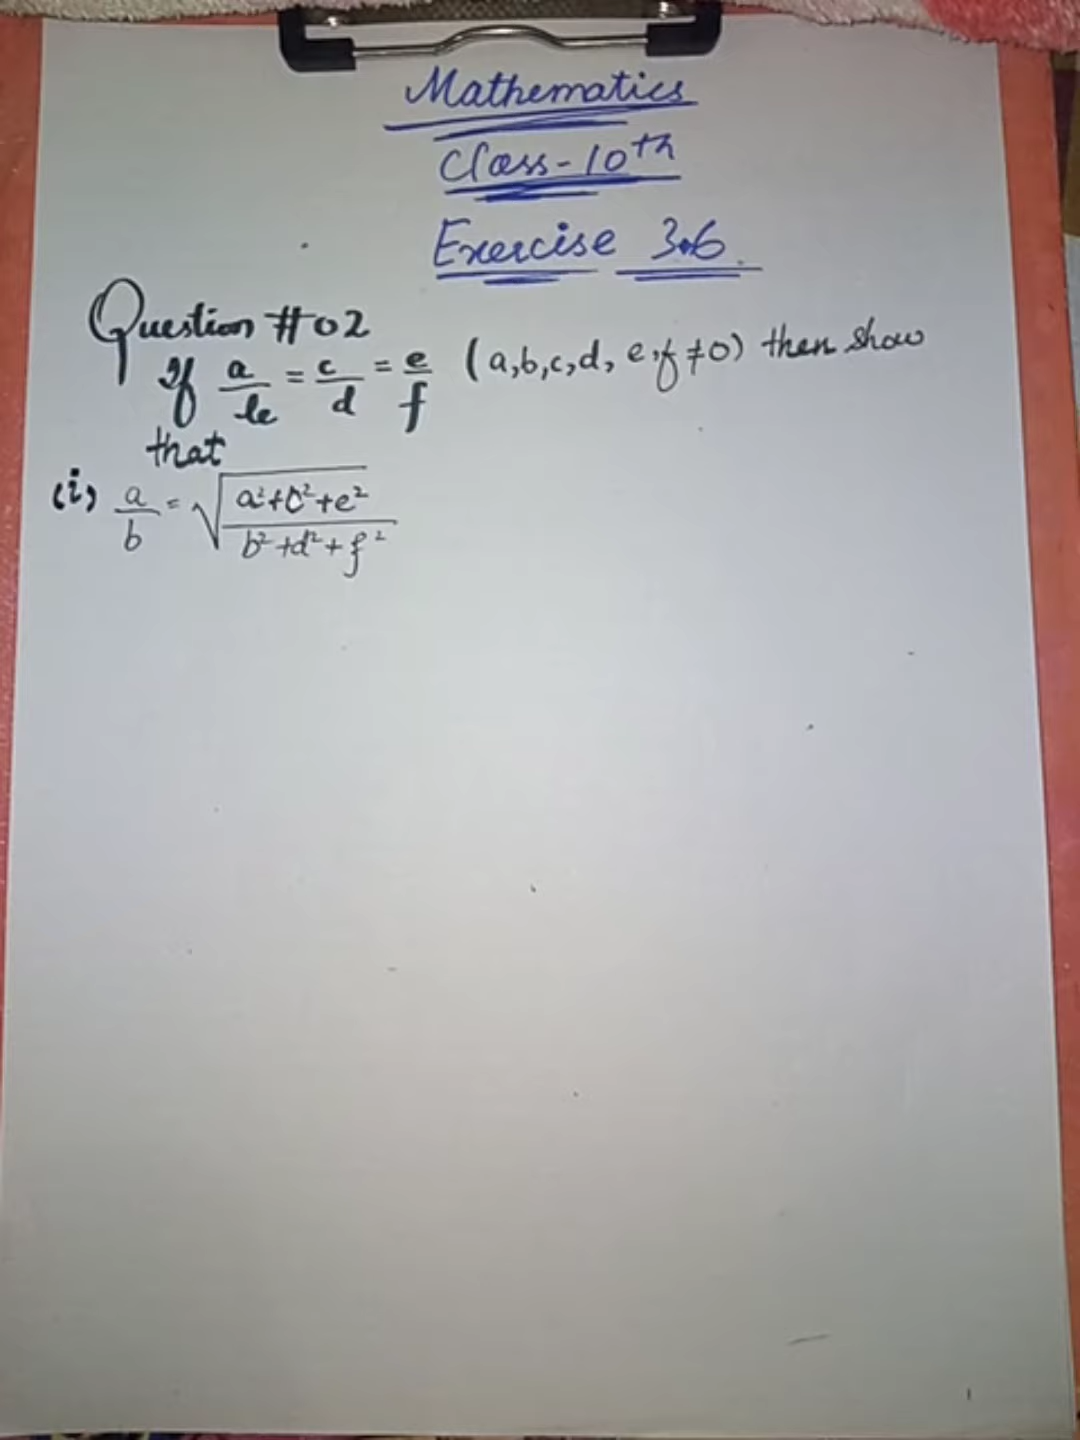 Mathematics
Class-10th
Exercise 3.6
Question #02
If a/b = c/d = e/f (a,b,c,d, e,f ≠0) then show
that
(i) a/b = √(a²+c²+e²/b²+d²+f²)